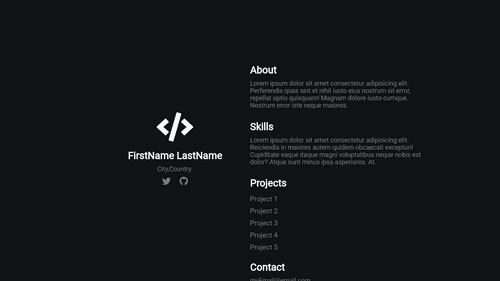 </>
FirstName LastName
City,Country.
About
Lorem ipsum dolor sit amet consectetur adipisicing elit.
Perferendis quas sint et nihil iusto eius nostrum sit error,
repellat optio quisquam! Magnam dolore iusto cumque.
Nostrum error iste neque maiores.
Skills
Lorem ipsum dolor sit amet consectetur adipisicing elit.
Reiciendis in maiores autem quidem obcaecati excepturi!
Cupiditate eaque itaque magni voluptatibus neque nobis est
dolor? Atque sunt minus ipsa asperiores. At.
Projects
Project 1
Project 2
Project 3
Project 4
Project 5
Contact
myEmail@email.com